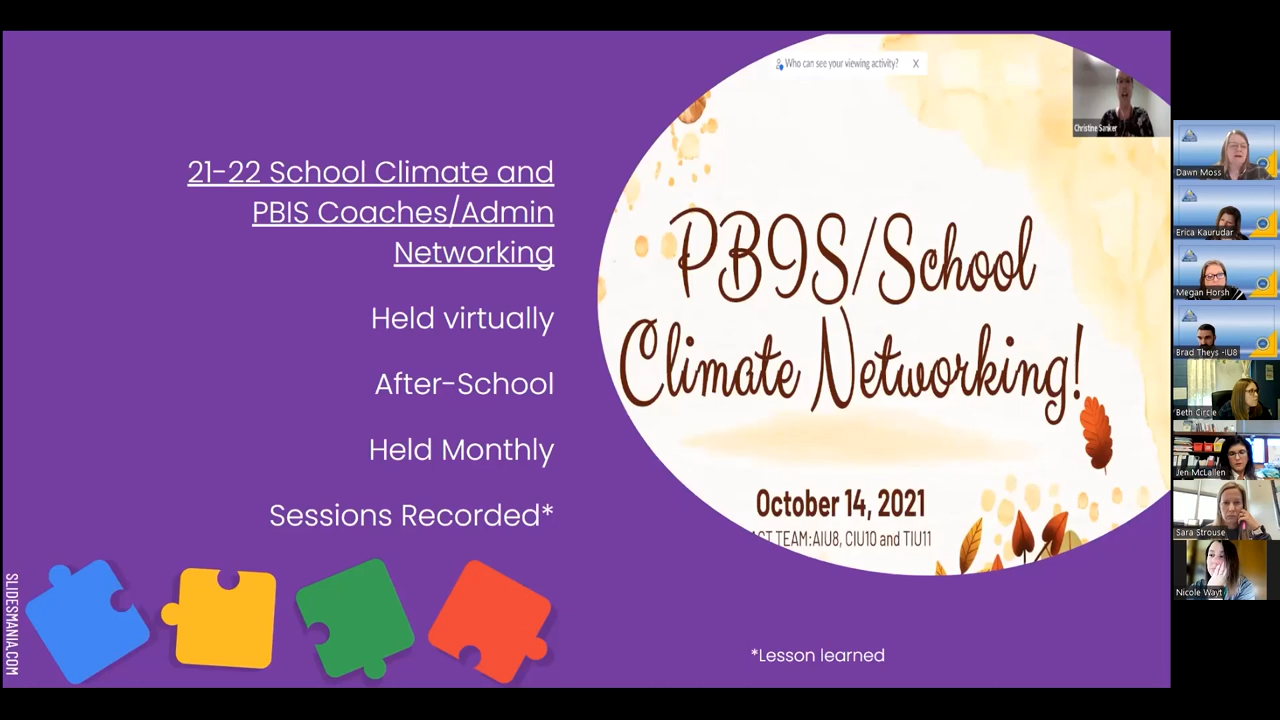 21-22 School Climate and
PBIS Coaches/Admin
Networking
Held virtually
After-School
Held Monthly
Sessions Recorded*
SLIDESMANIA.COM
Who can see your viewing activity? X
Christine Sanker
PBIS/School
Climate Networking!
October 14, 2021
TEAM:AIU8, CIU10 and TIU11
*Lesson learned
Dawn Moss
Erica Kaurudar
Megan Horsh
Brad Theys -IU8
Beth Circle
Jen McLallen
Sara Strouse
Nicole Wayt